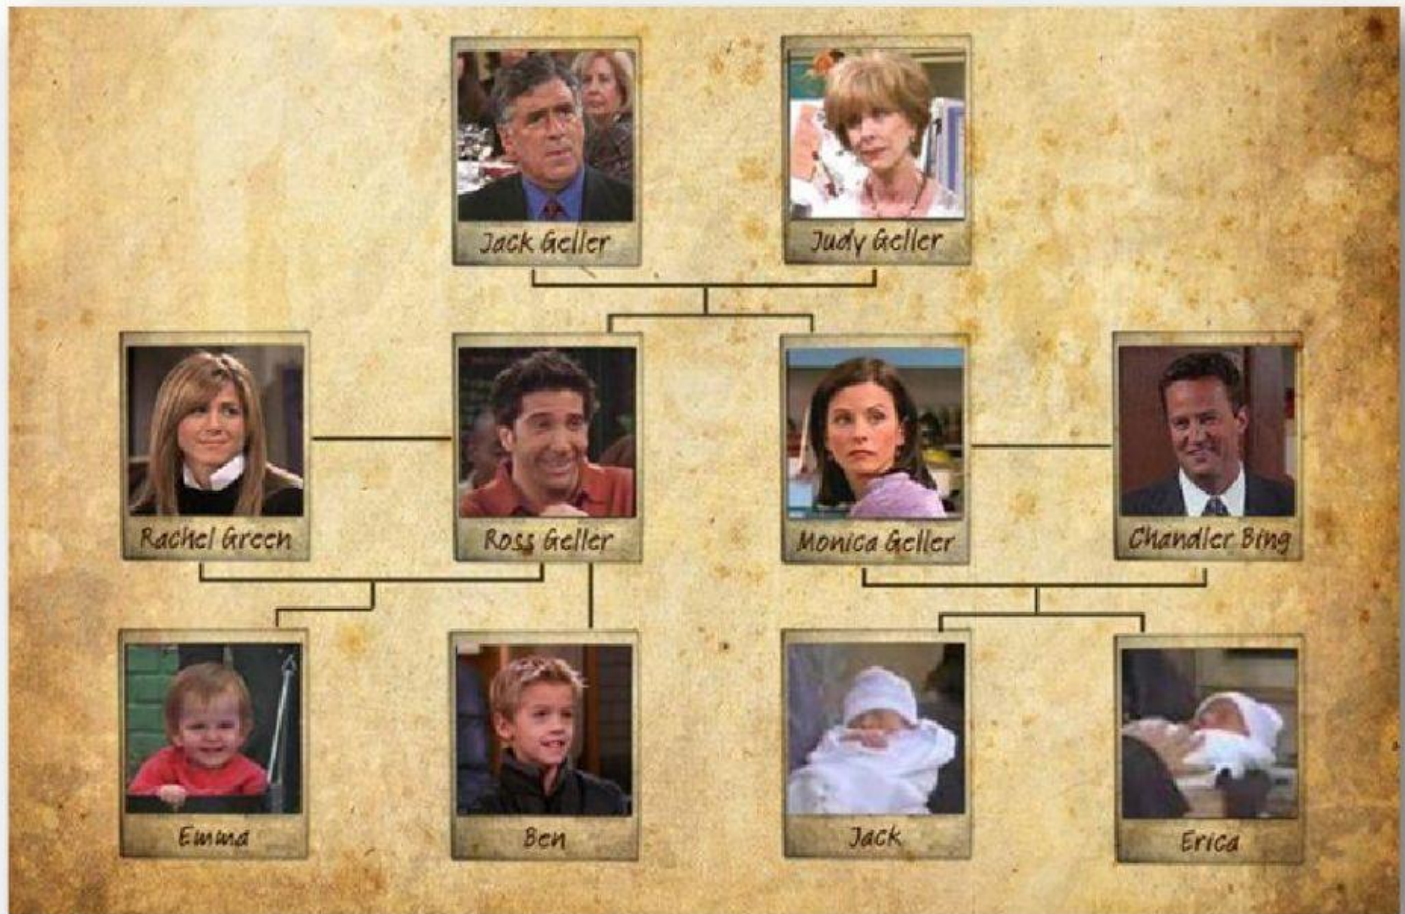 Jack Geller
Judy Geller
Rachel Green
Ross Geller
Monica Geller
Chandler Bing
Emma
Ben
Jack
Erica